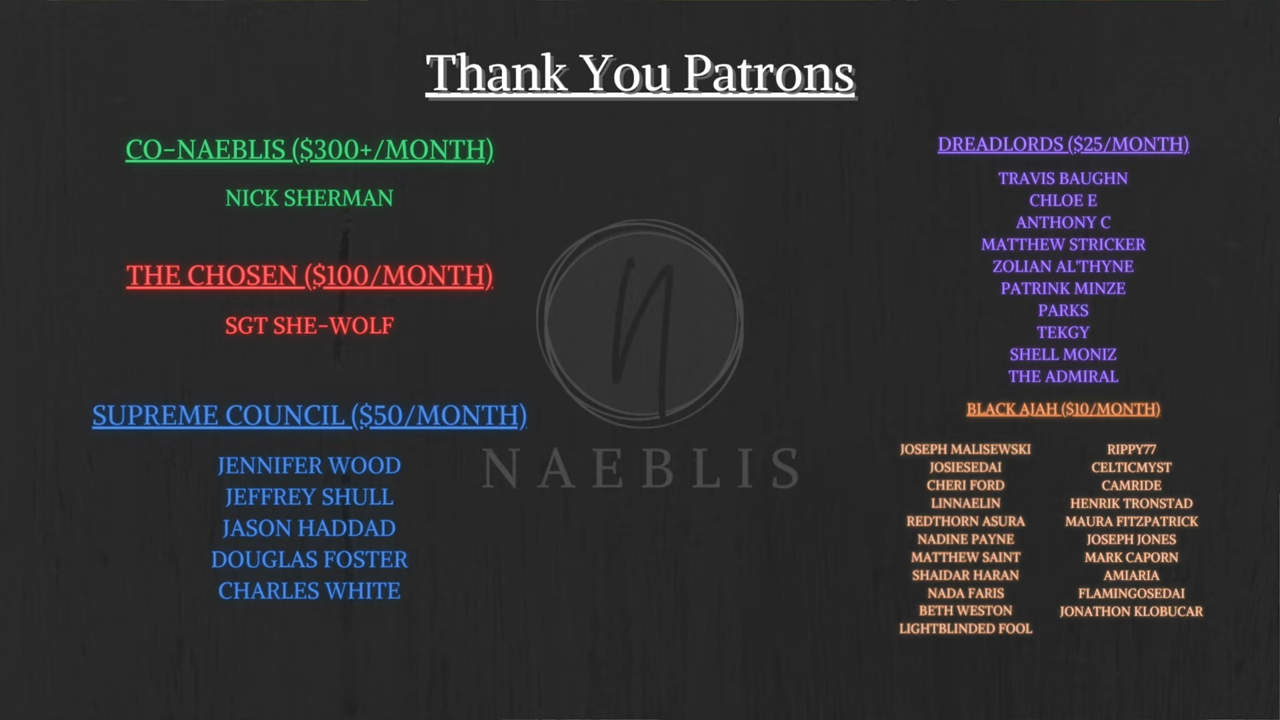 Thank You Patrons
CO-NAEBLIS ($300+/MONTH)
NICK SHERMAN
THE CHOSEN ($100/MONTH)
SGT SHE-WOLF
SUPREME COUNCIL ($50/MONTH)
JENNIFER WOOD
JEFFREY SHULL
JASON HADDAD
DOUGLAS FOSTER
CHARLES WHITE
n
NAEBLIS
DREADLORDS ($25/MONTH)
TRAVIS BAUGHN
CHLOE E
ANTHONY C
MATTHEW STRICKER
ZOLIAN AL'THYNE
PATRINK MINZE
PARKS
TEKGY
SHELL MONIZ
THE ADMIRAL
BLACK AJAH ($10/MONTH)
JOSEPH MALISEWSKI
JOSIESEDAI
CHERI FORD
LINNAELIN
REDTHORN ASURA
NADINE PAYNE
MATTHEW SAINT
SHAIDAR HARAN
NADA FARIS
BETH WESTON
LIGHTBLINDED FOOL
RIPPY77
CELTICMYST
CAMRIDE
HENRIK TRONSTAD
MAURA FITZPATRICK
JOSEPH JONES
MARK CAPORN
AMIARIA
FLAMINGOSEDAI
JONATHON KLOBUCAR